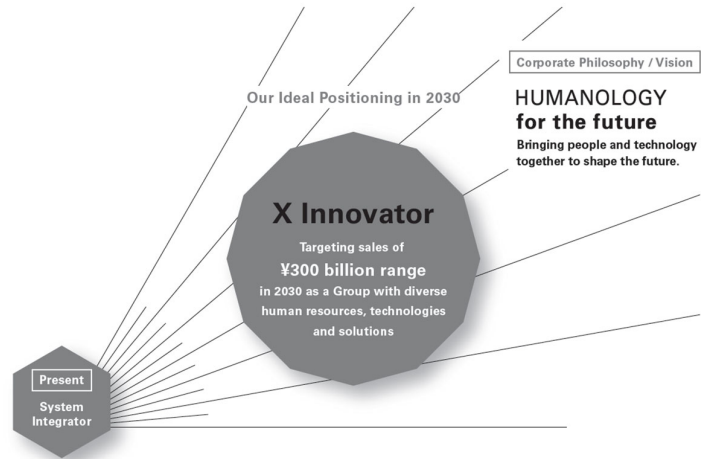 Corporate Philosophy / Vision
HUMANOLOGY
for the future
Bringing people and technology
together to shape the future.
Our Ideal Positioning in 2030
X Innovator
Targeting sales of
¥300 billion range
in 2030 as a Group with diverse
human resources, technologies
and solutions
Present
System
Integrator